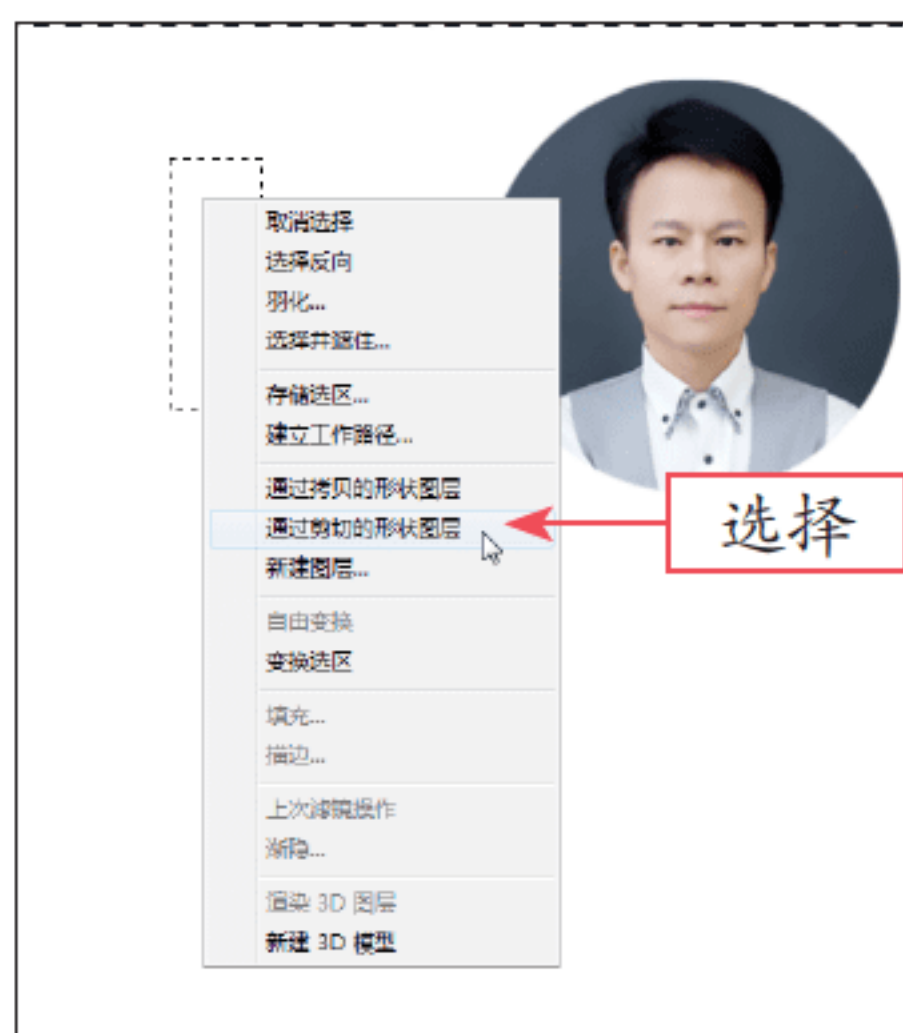 取消选择
选择反向
羽化...
选择并遮住...
存储选区...
建立工作路径...
通过拷贝的形状图层
通过剪切的形状图层
选择
新建图层...
自由变换
变换选区
填充...
描边...
上次滤镜操作
渐隐...
渲染 3D 图层
新建 3D 模型